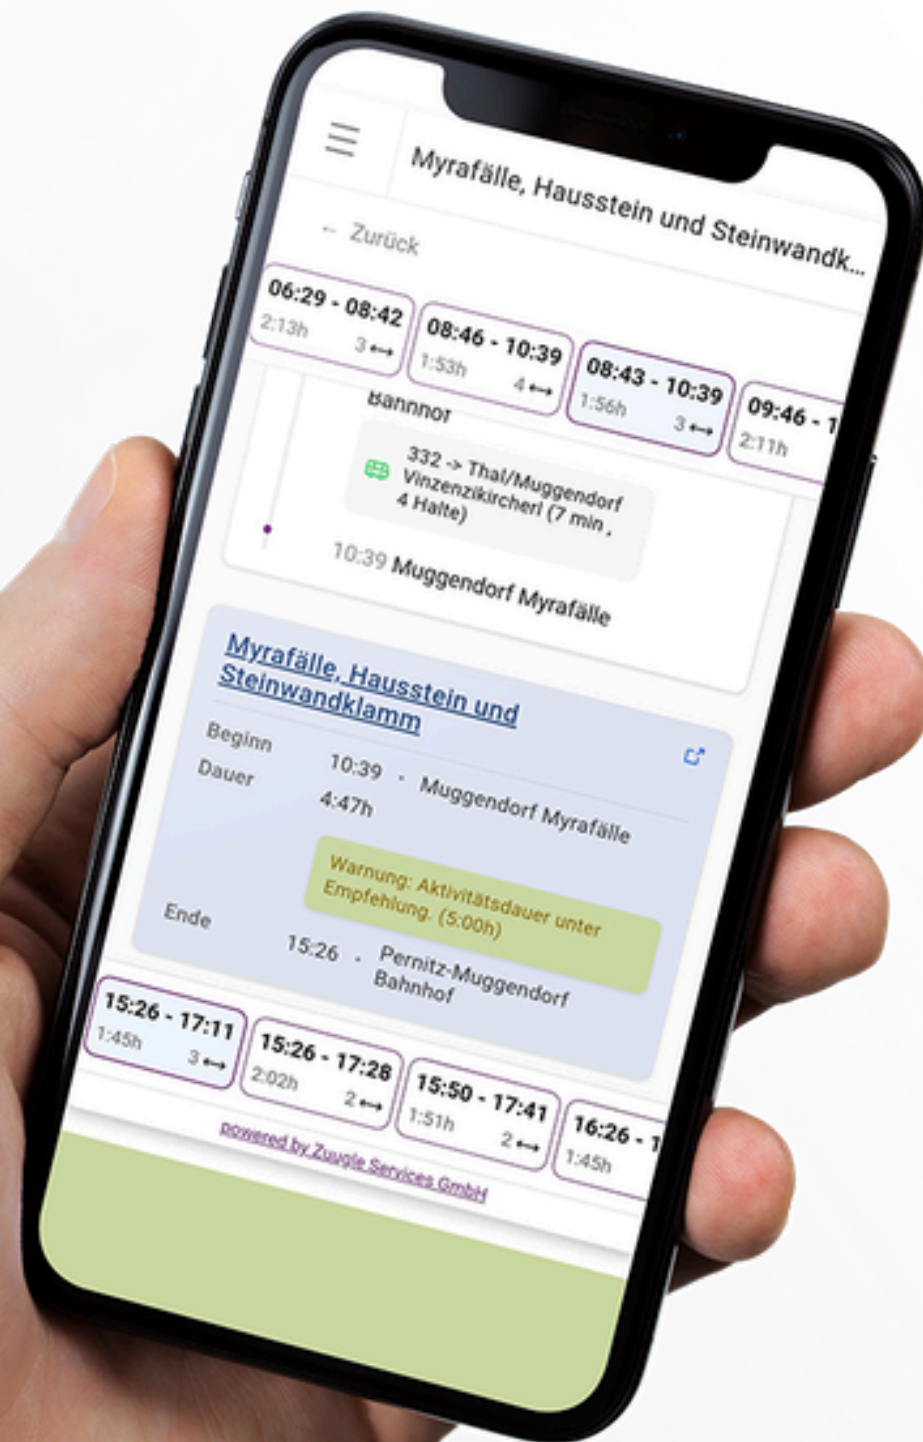 Myrafälle, Hausstein und Steinwandk...
← Zurück
06:29 - 08:42
2:13h 3 ↔
08:46 - 10:39
1:53h 4 ↔
08:43 - 10:39
1:56h 3 ↔
09:46 - 1
2:11h
Bahnhof
332 -> Thal/Muggendorf
Vinzenzikircherl (7 min ,
4 Halte)
10:39 Muggendorf Myrafälle
Myrafälle, Hausstein und
Steinwandklamm
Beginn 10:39 · Muggendorf Myrafälle
Dauer 4:47h
Warnung: Aktivitätsdauer unter
Empfehlung. (5:00h)
Ende 15:26 · Pernitz-Muggendorf
Bahnhof
15:26 - 17:11
1:45h 3 ↔
15:26 - 17:28
2:02h 2 ↔
15:50 - 17:41
1:51h 2 ↔
16:26 - 1
1:45h
powered by Zuugle Services GmbH